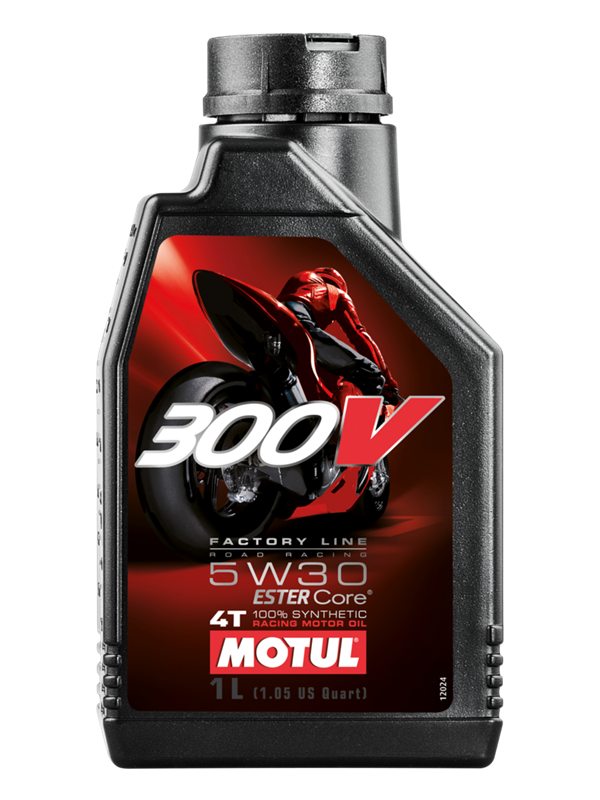 300V
FACTORY LINE
ROAD RACING
5W30
ESTER Core®
4T 100% SYNTHETIC
RACING MOTOR OIL
MOTUL
1L (1.05 US Quart)
12024